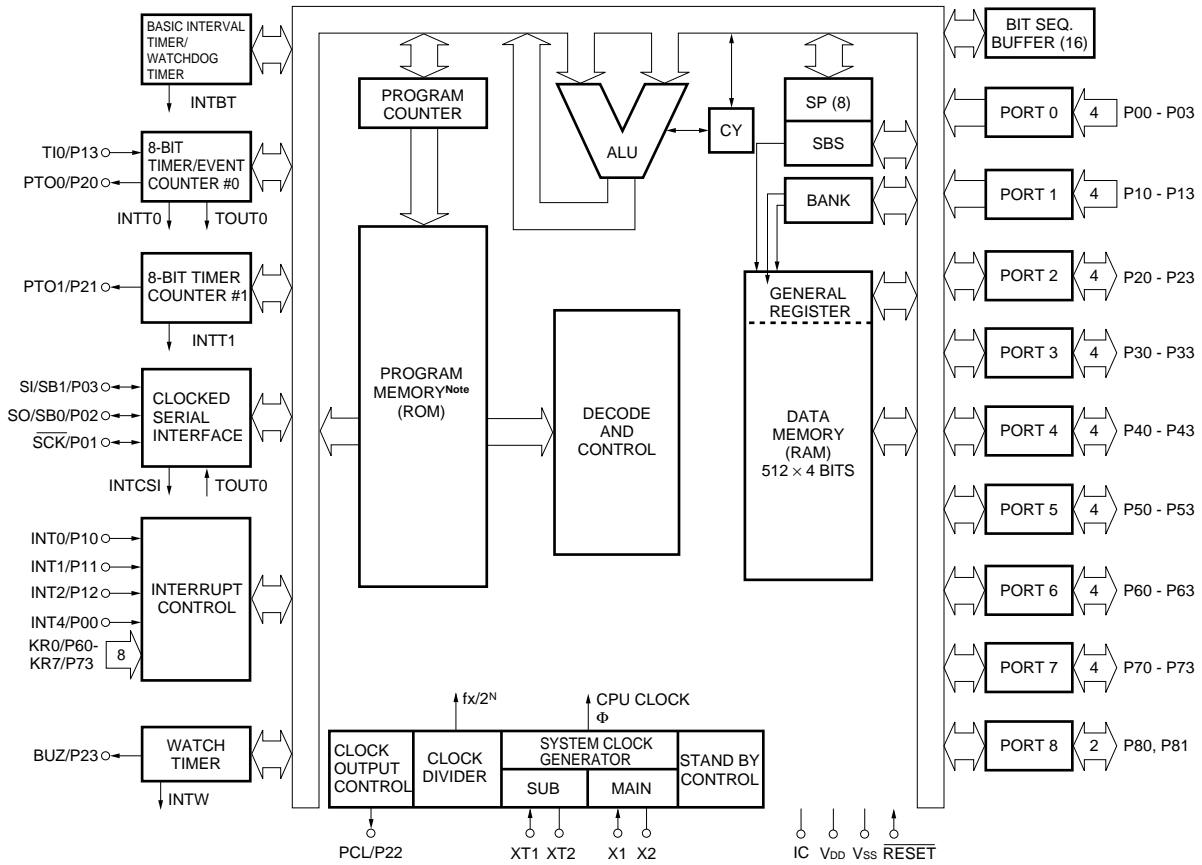 BASIC INTERVAL
TIMER/
WATCHDOG
TIMER
INTBT
TI0/P13
PTO0/P20
8-BIT
TIMER/EVENT
COUNTER #0
INTT0
TOUT0
PTO1/P21
8-BIT TIMER
COUNTER #1
INTT1
SI/SB1/P03
SO/SB0/P02
SCK/P01
CLOCKED
SERIAL
INTERFACE
INTCSI
TOUT0
INT0/P10
INT1/P11
INT2/P12
INT4/P00
KR0/P60-
KR7/P73
8
INTERRUPT
CONTROL
BUZ/P23
WATCH
TIMER
INTW
PROGRAM
COUNTER
ALU
CY
SP (8)
SBS
BANK
PROGRAM
MEMORYNote
(ROM)
DECODE
AND
CONTROL
GENERAL
REGISTER
DATA
MEMORY
(RAM)
512 × 4 BITS
fx/2N
CPU CLOCK
Φ
CLOCK
OUTPUT
CONTROL
CLOCK
DIVIDER
SYSTEM CLOCK
GENERATOR
SUB
MAIN
STAND BY
CONTROL
PCL/P22
XT1
XT2
X1
X2
IC
VDD
VSS
RESET
BIT SEQ.
BUFFER (16)
PORT 0
4
P00 - P03
PORT 1
4
P10 - P13
PORT 2
4
P20 - P23
PORT 3
4
P30 - P33
PORT 4
4
P40 - P43
PORT 5
4
P50 - P53
PORT 6
4
P60 - P63
PORT 7
4
P70 - P73
PORT 8
2
P80, P81